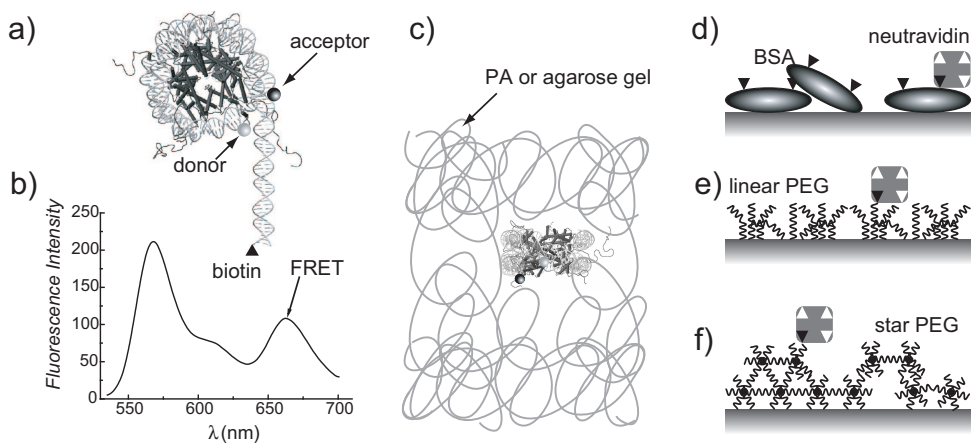 a)
acceptor
donor
biotin
b)
Fluorescence Intensity
250
200
150
100
50
0
FRET
550
600
650
700
λ(nm)
c)
PA or agarose gel
d)
BSA
neutravidin
e)
linear PEG
f)
star PEG